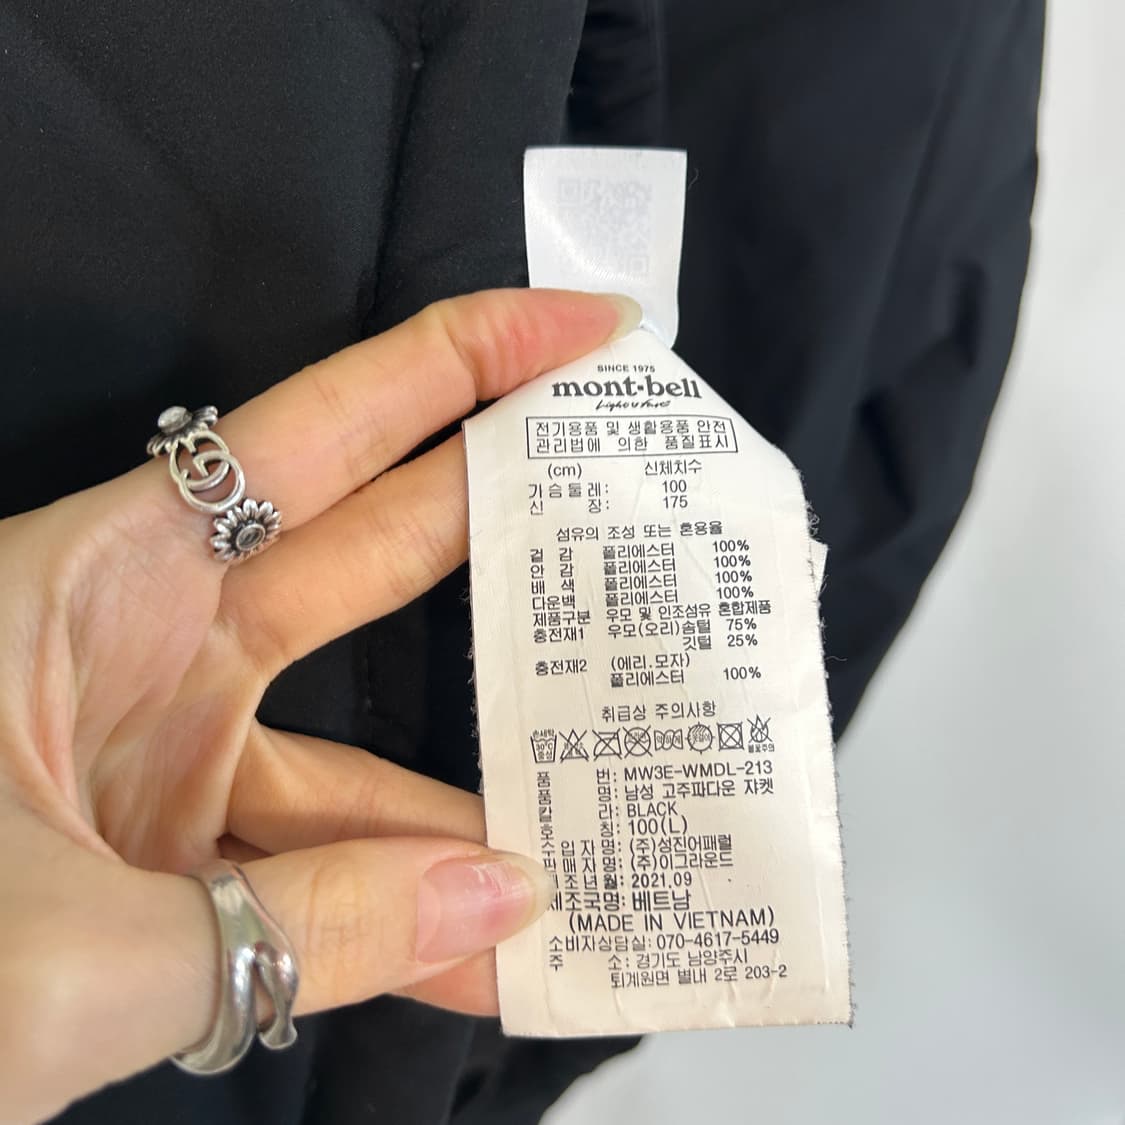 SINCE 1975
mont-bell
Light & Fast
전기용품 및 생활용품 안전
관리법에 의한 품질표시
(cm) 신체치수
가슴둘레: 100
신 장: 175
섬유의 조성 또는 혼용율
겉 감 폴리에스터 100%
안 감 폴리에스터 100%
배 색 폴리에스터 100%
다운백 폴리에스터 100%
제품구분 우모 및 인조섬유 혼합제품
충전재1 우모(오리)솜털 75%
깃털 25%
충전재2 (에리.모자)
폴리에스터 100%
취급상 주의사항
손세탁
30℃
중성
불꽃주의
품 번: MW3E-WMDL-213
품 명: 남성 고주파다운 쟈켓
칼 라: BLACK
호 칭: 100(L)
수 입 자 명: (주)성진어패럴
판매자명: (주)이그라운드
제조년월: 2021.09
제조국명: 베트남
(MADE IN VIETNAM)
소비자상담실: 070-4617-5449
주 소: 경기도 남양주시
퇴계원면 별내 2로 203-2